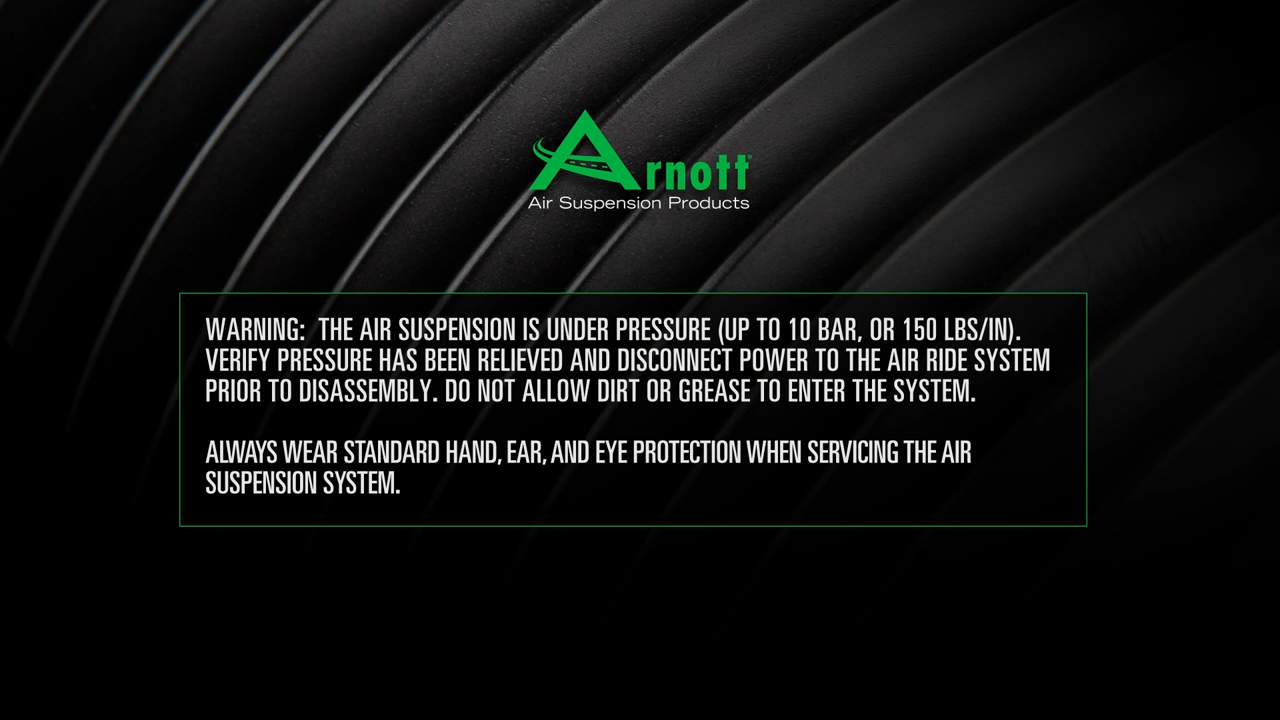 Arnott®
Air Suspension Products
WARNING:  THE AIR SUSPENSION IS UNDER PRESSURE (UP TO 10 BAR, OR 150 LBS/IN).
VERIFY PRESSURE HAS BEEN RELIEVED AND DISCONNECT POWER TO THE AIR RIDE SYSTEM
PRIOR TO DISASSEMBLY. DO NOT ALLOW DIRT OR GREASE TO ENTER THE SYSTEM.
ALWAYS WEAR STANDARD HAND, EAR, AND EYE PROTECTION WHEN SERVICING THE AIR
SUSPENSION SYSTEM.